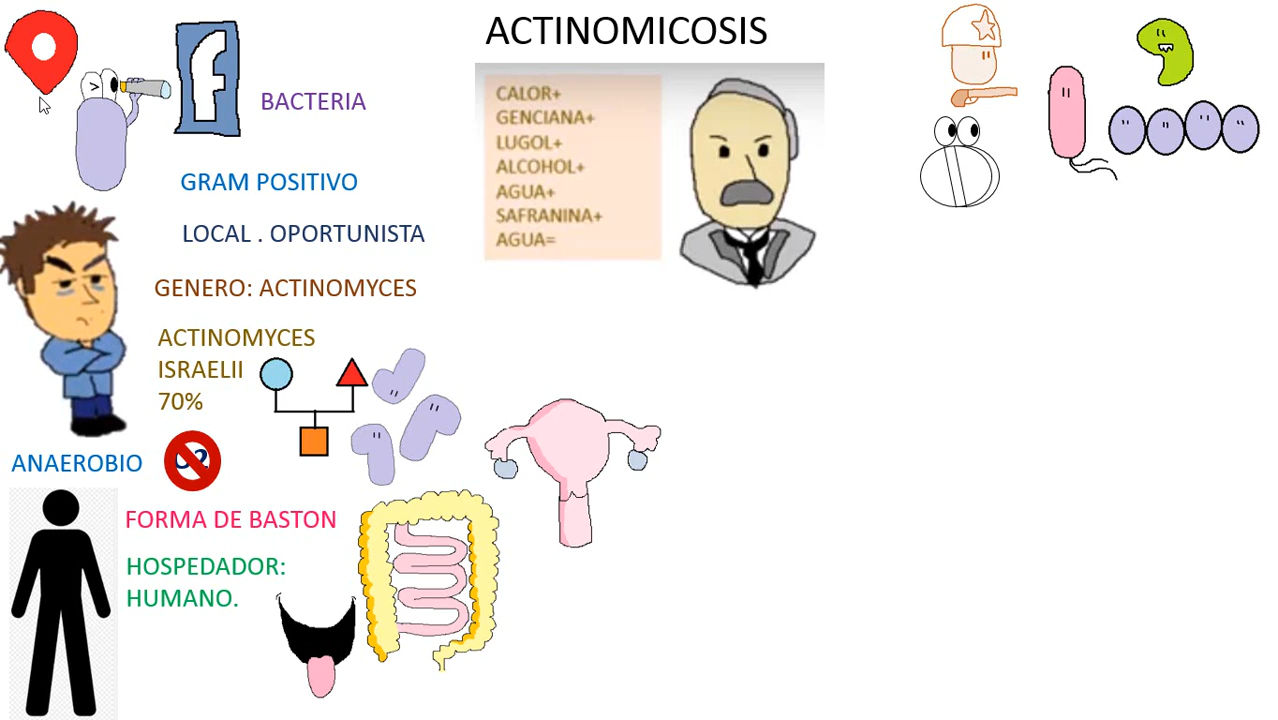 ACTINOMICOSIS
f
BACTERIA
GRAM POSITIVO
LOCAL . OPORTUNISTA
GENERO: ACTINOMYCES
ACTINOMYCES
ISRAELII
70%
ANAEROBIO
O2
FORMA DE BASTON
HOSPEDADOR:
HUMANO.
CALOR+
GENCIANA+
LUGOL+
ALCOHOL+
AGUA+
SAFRANINA+
AGUA=